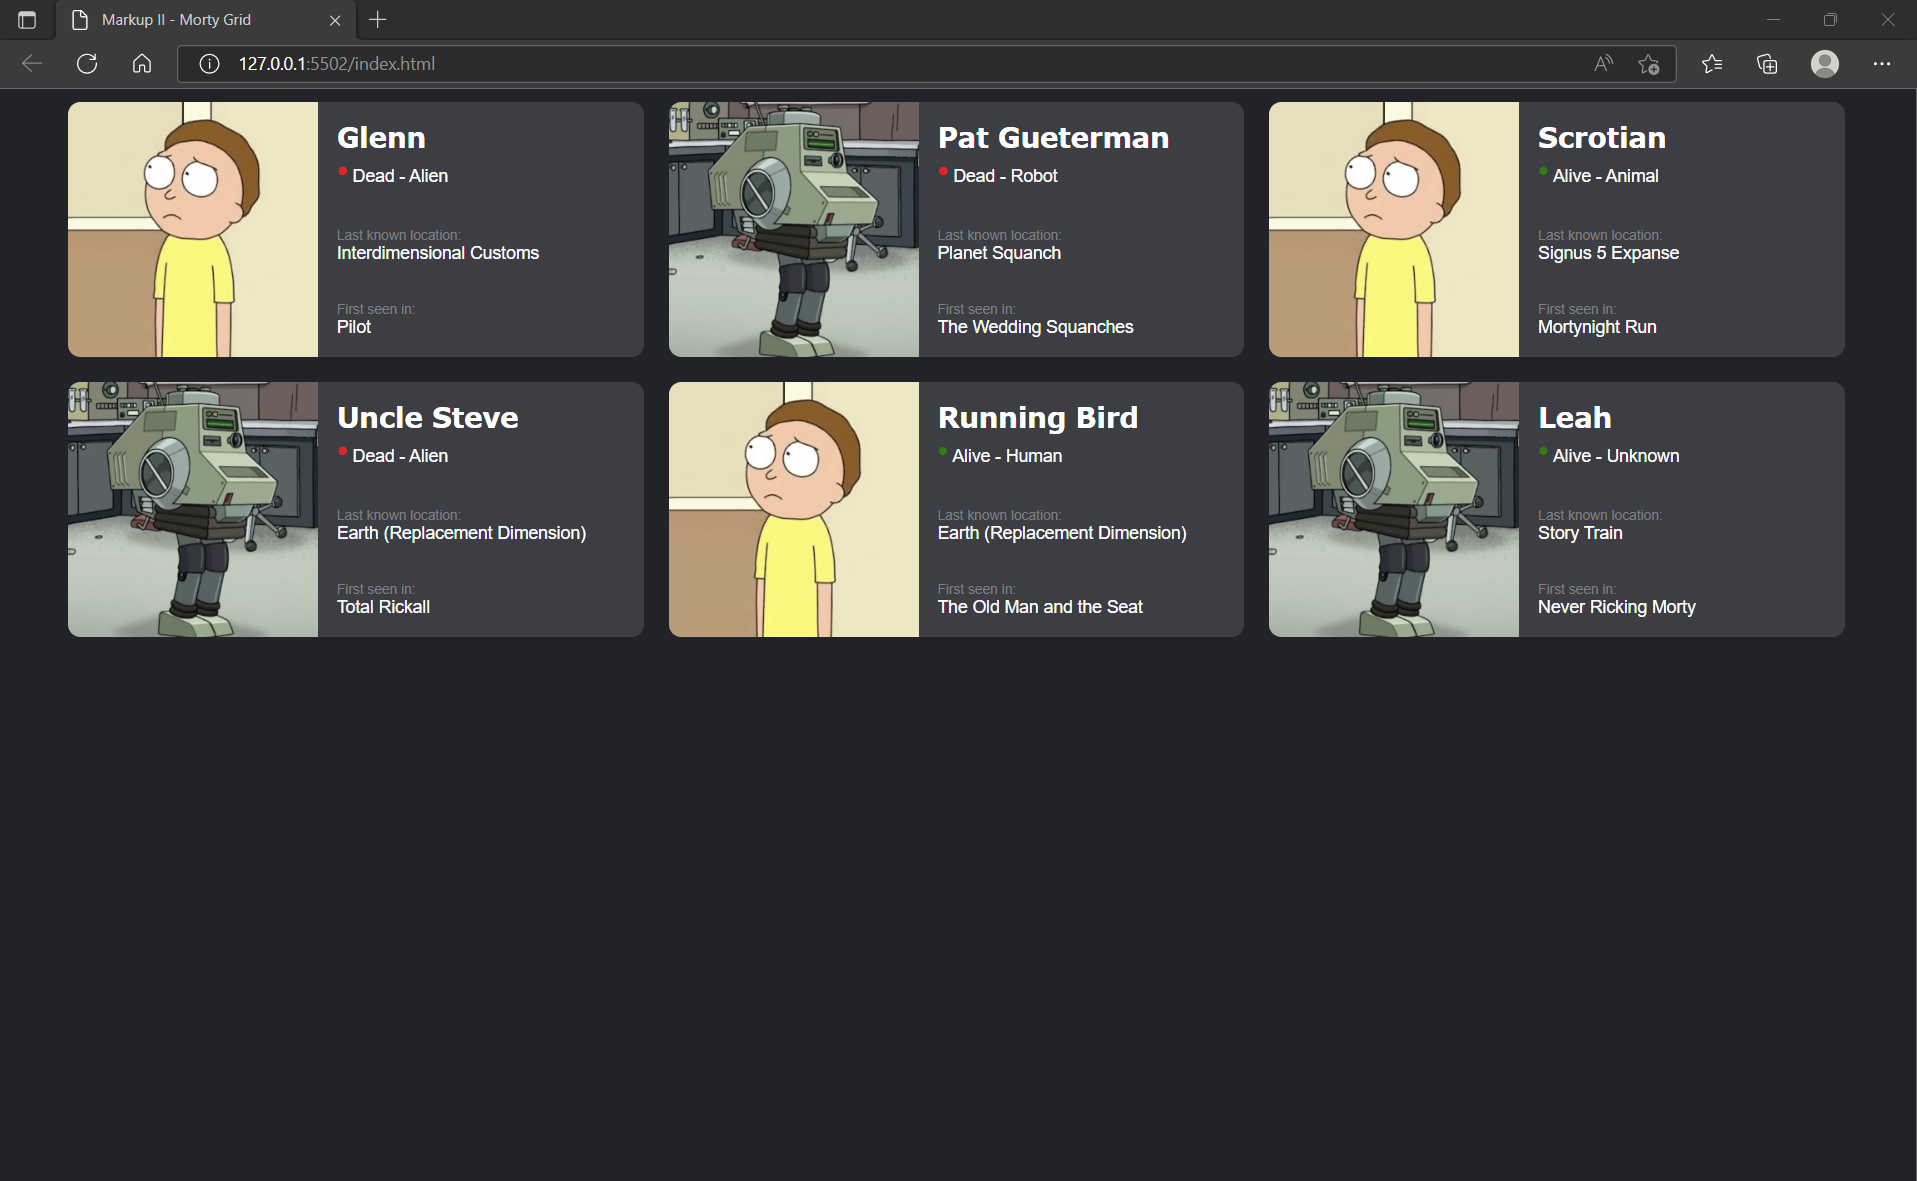 Markup II - Morty Grid
127.0.0.1:5502/index.html
Glenn
Dead - Alien
Last known location:
Interdimensional Customs
First seen in:
Pilot
Pat Gueterman
Dead - Robot
Last known location:
Planet Squanch
First seen in:
The Wedding Squanches
Scrotian
Alive - Animal
Last known location:
Signus 5 Expanse
First seen in:
Mortynight Run
Uncle Steve
Dead - Alien
Last known location:
Earth (Replacement Dimension)
First seen in:
Total Rickall
Running Bird
Alive - Human
Last known location:
Earth (Replacement Dimension)
First seen in:
The Old Man and the Seat
Leah
Alive - Unknown
Last known location:
Story Train
First seen in:
Never Ricking Morty